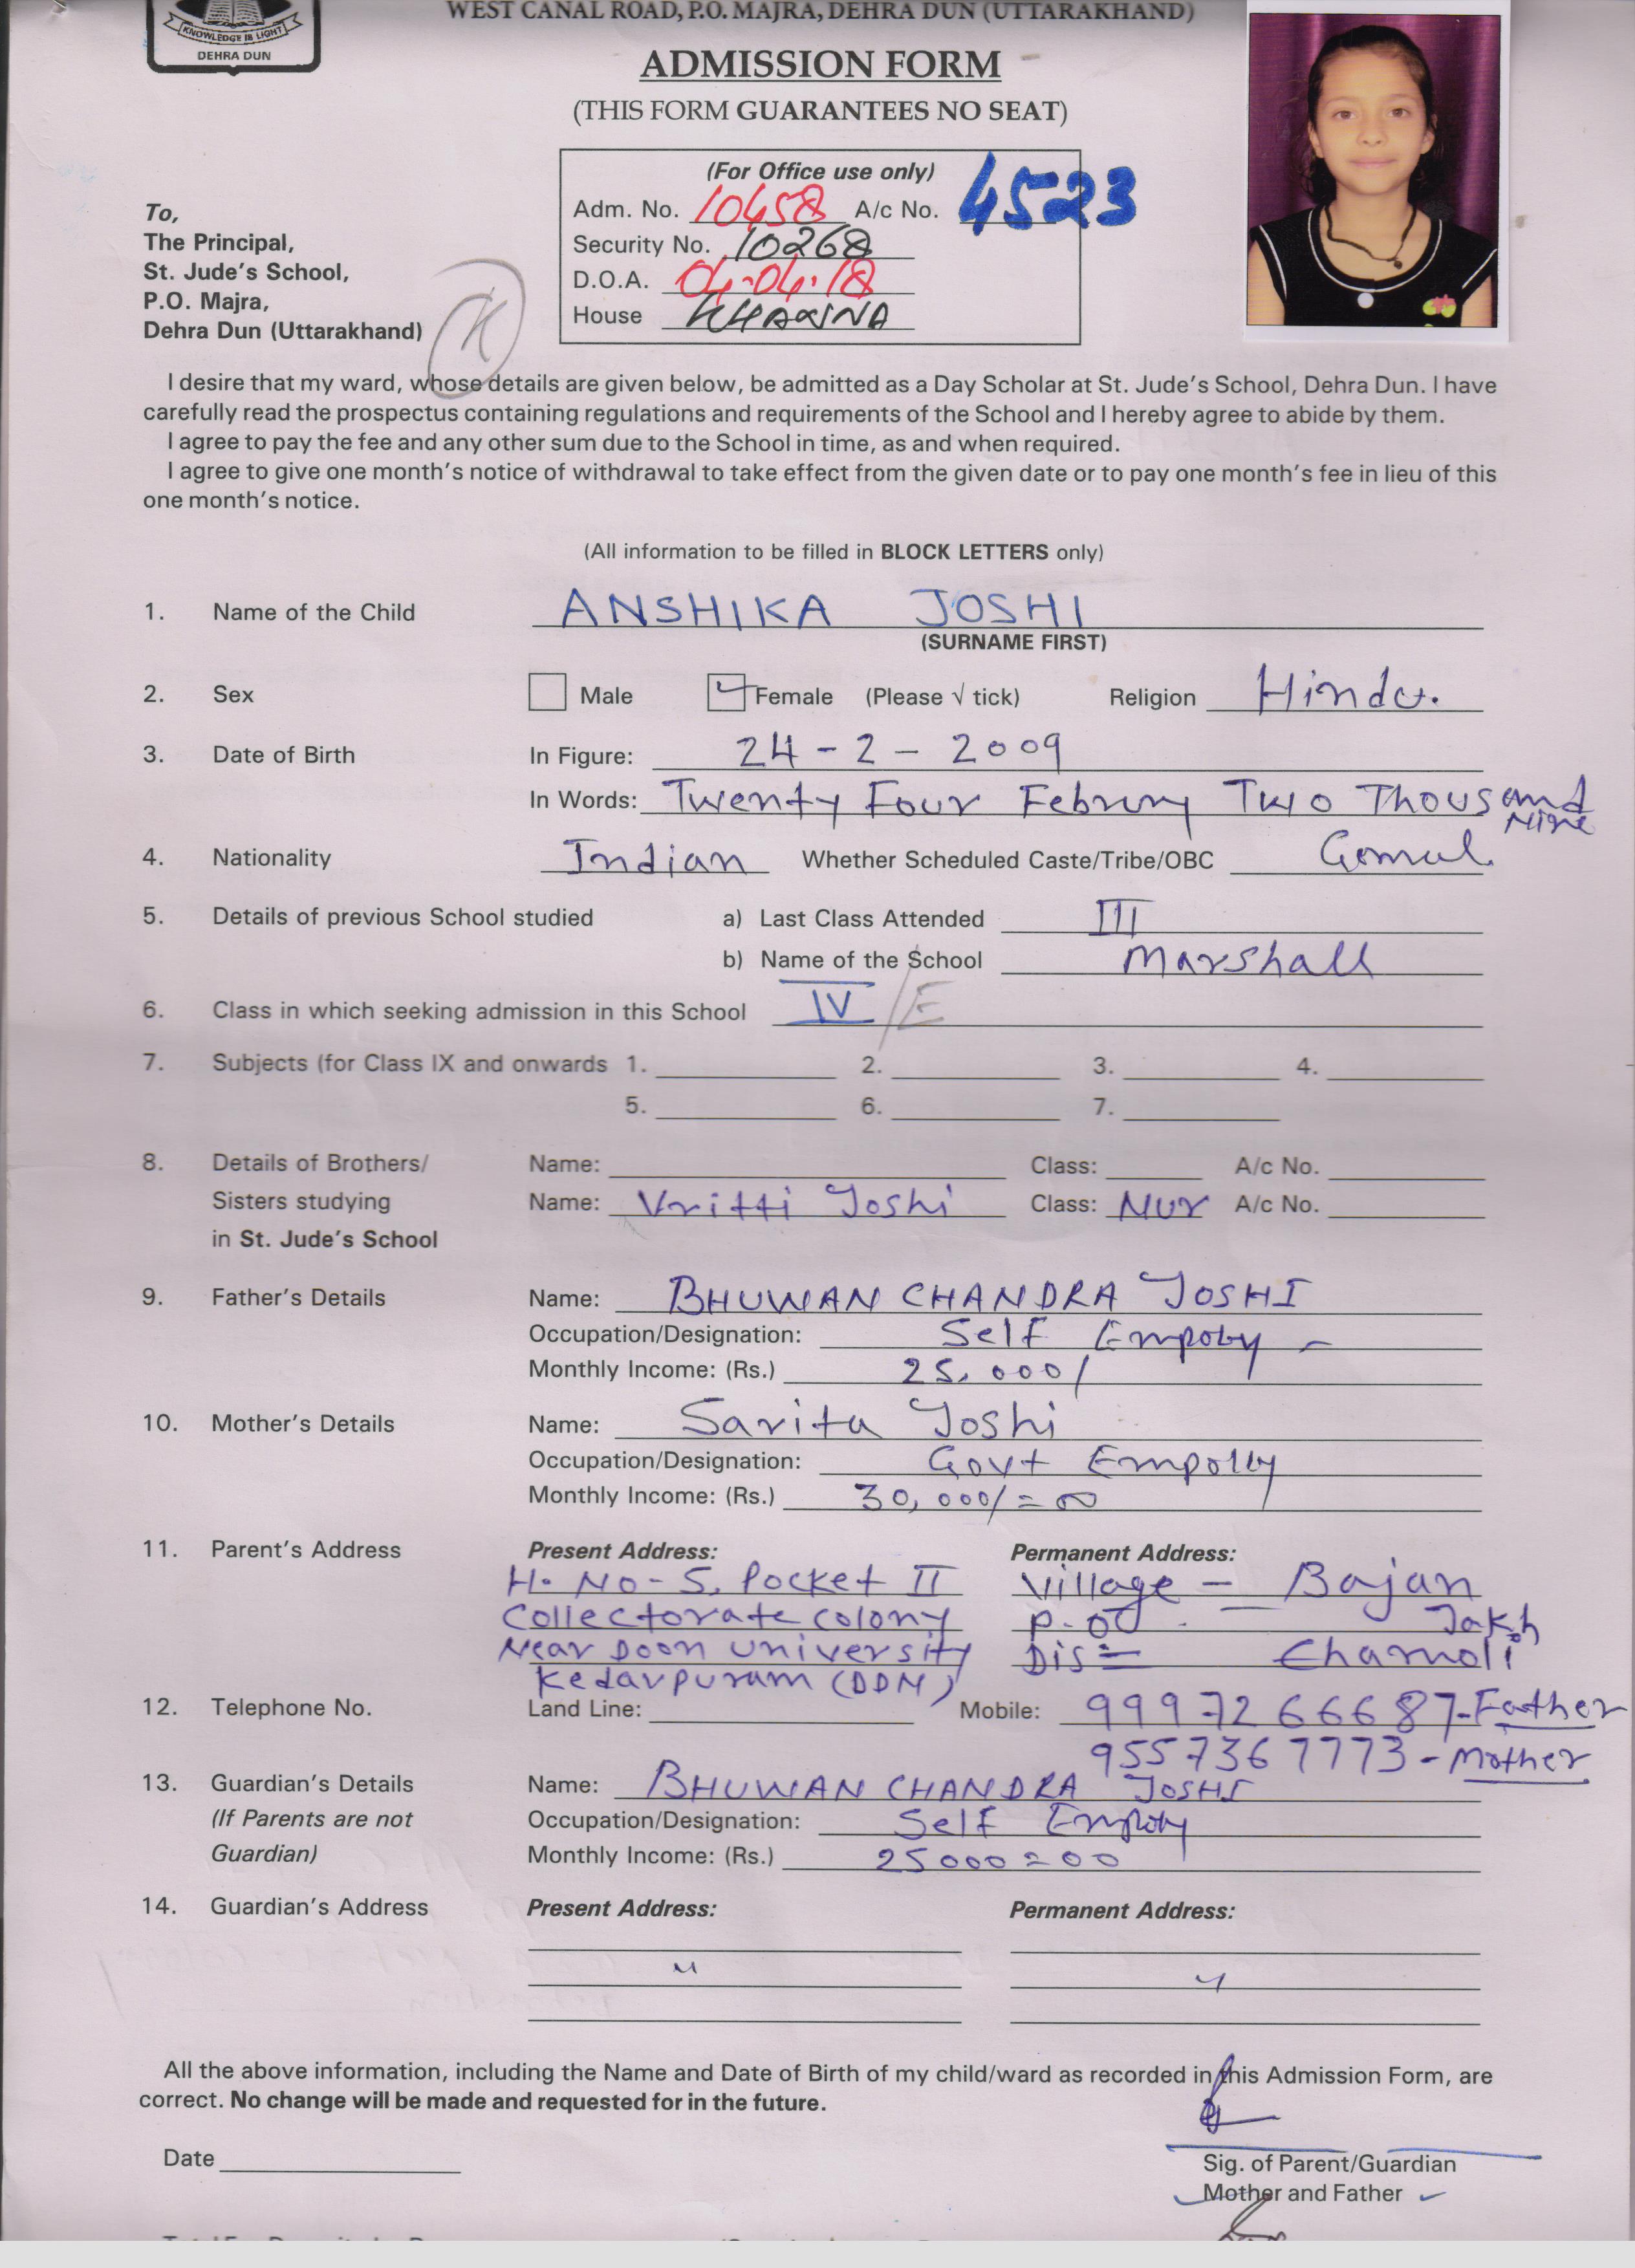 WEST CANAL ROAD, P.O. MAJRA, DEHRA DUN (UTTARAKHAND)
KNOWLEDGE IS LIGHT
DEHRA DUN
ADMISSION FORM
(THIS FORM GUARANTEES NO SEAT)
(For Office use only)
Adm. No. 10458 A/c No. 4523
Security No. 10268
D.O.A. 04-04-18
House
To,
The Principal,
St. Jude's School,
P.O. Majra,
Dehra Dun (Uttarakhand)
K
I desire that my ward, whose details are given below, be admitted as a Day Scholar at St. Jude's School, Dehra Dun. I have
carefully read the prospectus containing regulations and requirements of the School and I hereby agree to abide by them.
I agree to pay the fee and any other sum due to the School in time, as and when required.
I agree to give one month's notice of withdrawal to take effect from the given date or to pay one month's fee in lieu of this
one month's notice.
(All information to be filled in BLOCK LETTERS only)
1. Name of the Child ANSHIKA JOSHI
(SURNAME FIRST)
2. Sex Male Female (Please √ tick) Religion Hindu.
3. Date of Birth In Figure: 24-2-2009
In Words: Twenty Four Februry Two Thousand
Nine
4. Nationality Indian Whether Scheduled Caste/Tribe/OBC
5. Details of previous School studied a) Last Class Attended III
b) Name of the School Marshall
6. Class in which seeking admission in this School IV/E
7. Subjects (for Class IX and onwards 1. 2. 3. 4.
5. 6. 7.
8. Details of Brothers/ Name: Class: A/c No.
Sisters studying Name: Vritti Joshi Class: Nur A/c No.
in St. Jude's School
9. Father's Details Name: BHUWAN CHANDRA JOSHI
Occupation/Designation: Self Empoly
Monthly Income: (Rs.) 25,000/
10. Mother's Details Name: Sarita Joshi
Occupation/Designation: Govt Empolly
Monthly Income: (Rs.) 30,000/=00
11. Parent's Address Present Address: Permanent Address:
H. No-5, Pocket II Village - Bajan
Collectorate colony P.O. Jakh
Near Doon University Dis= Chamoli
Kedarpuram (DDN)
12. Telephone No. Land Line: Mobile: 9997266687-Father
9557367773-Mother
13. Guardian's Details Name: BHUWAN CHANDRA JOSHI
(If Parents are not Occupation/Designation: Self Empoly
Guardian) Monthly Income: (Rs.) 25000=00
14. Guardian's Address Present Address: Permanent Address:
All the above information, including the Name and Date of Birth of my child/ward as recorded in this Admission Form, are
correct. No change will be made and requested for in the future.
Date
Sig. of Parent/Guardian
Mother and Father